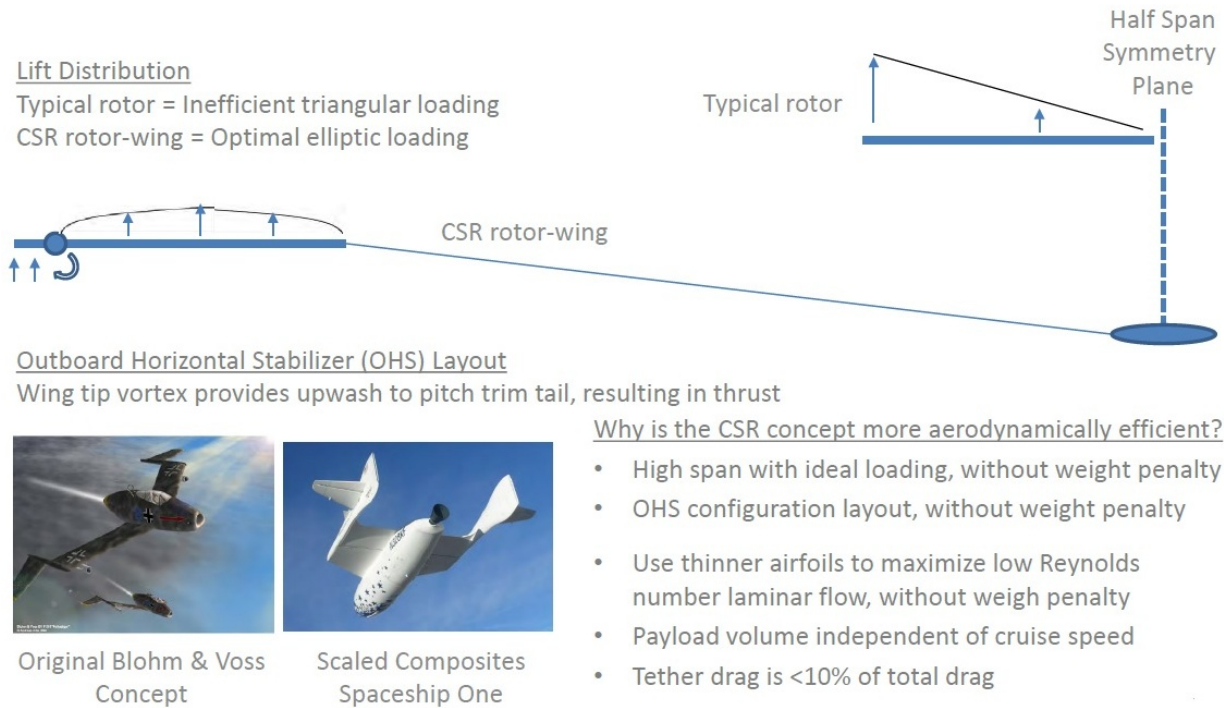 Half Span
Symmetry
Plane
Lift Distribution
Typical rotor = Inefficient triangular loading
CSR rotor-wing = Optimal elliptic loading
Typical rotor
CSR rotor-wing
Outboard Horizontal Stabilizer (OHS) Layout
Wing tip vortex provides upwash to pitch trim tail, resulting in thrust
Original Blohm & Voss
Concept
Scaled Composites
Spaceship One
Why is the CSR concept more aerodynamically efficient?
• High span with ideal loading, without weight penalty
• OHS configuration layout, without weight penalty
• Use thinner airfoils to maximize low Reynolds
number laminar flow, without weigh penalty
• Payload volume independent of cruise speed
• Tether drag is <10% of total drag